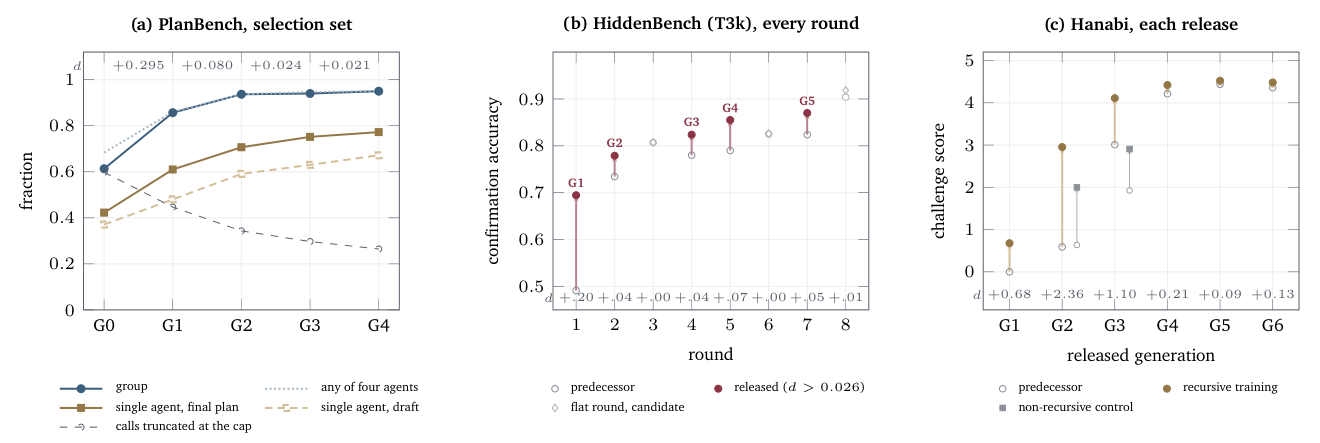 (a) PlanBench, selection set
d +0.295 +0.080 +0.024 +0.021
1
0.8
0.6
0.4
0.2
0
fraction
G0 G1 G2 G3 G4
group
any of four agents
single agent, final plan
single agent, draft
calls truncated at the cap
(b) HiddenBench (T3k), every round
0.9
0.8
0.7
0.6
0.5
confirmation accuracy
G1
G2
G3
G4
G5
d +.20 +.04 +.00 +.04 +.07 +.00 +.05 +.01
1 2 3 4 5 6 7 8
round
predecessor
released (d > 0.026)
flat round, candidate
(c) Hanabi, each release
5
4
3
2
1
0
challenge score
d +0.68 +2.36 +1.10 +0.21 +0.09 +0.13
G1 G2 G3 G4 G5 G6
released generation
predecessor
recursive training
non-recursive control